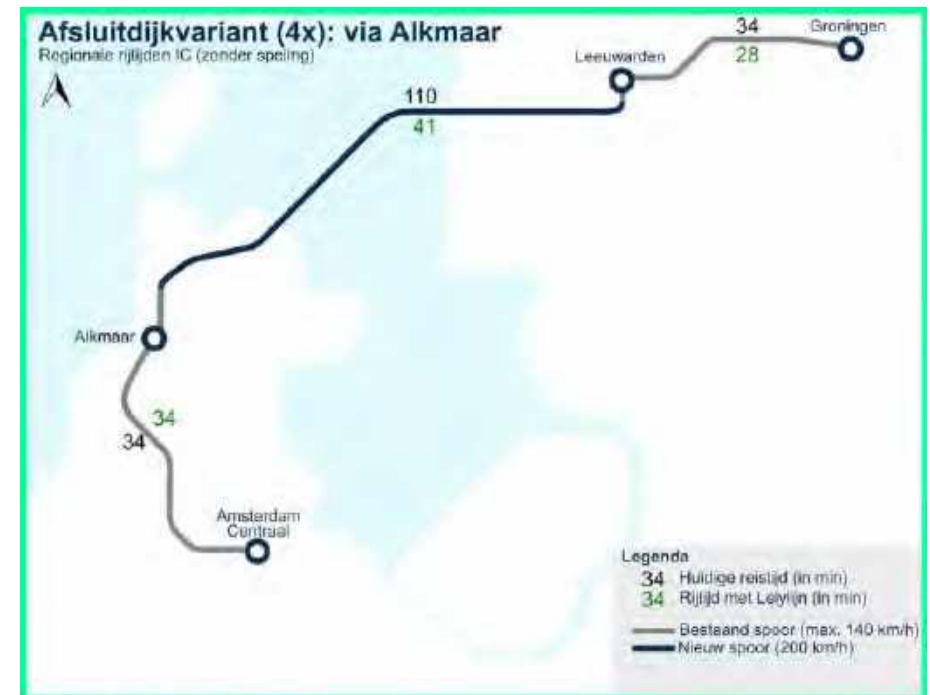 Afsluitdijkvariant (4x): via Alkmaar
Regionale rijtijden IC (zonder speling)
34
Groningen
Leeuwarden
28
110
41
Alkmaar
34
34
Amsterdam
Centraal
Legenda
34 Huidige reistijd (in min)
34 Rijtijd met Lelylijn (in min)
Bestaand spoor (max. 140 km/h)
Nieuw spoor (200 km/h)